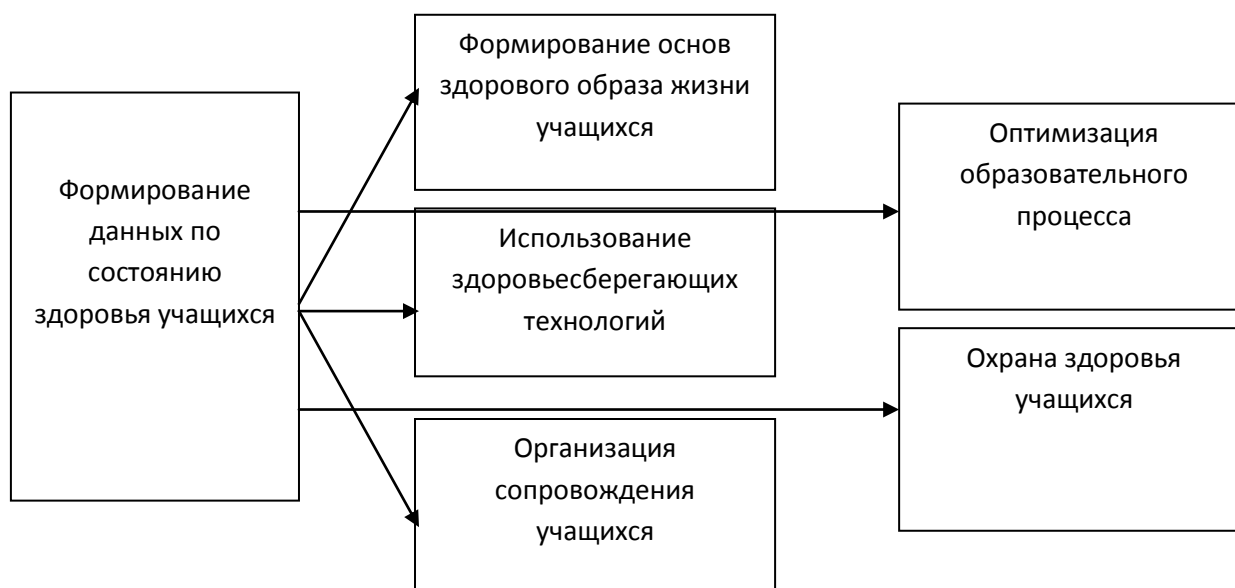 Формирование
данных по
состоянию
здоровья учащихся
Формирование основ
здорового образа жизни
учащихся
Использование
здоровьесберегающих
технологий
Организация
сопровождения
учащихся
Оптимизация
образовательного
процесса
Охрана здоровья
учащихся